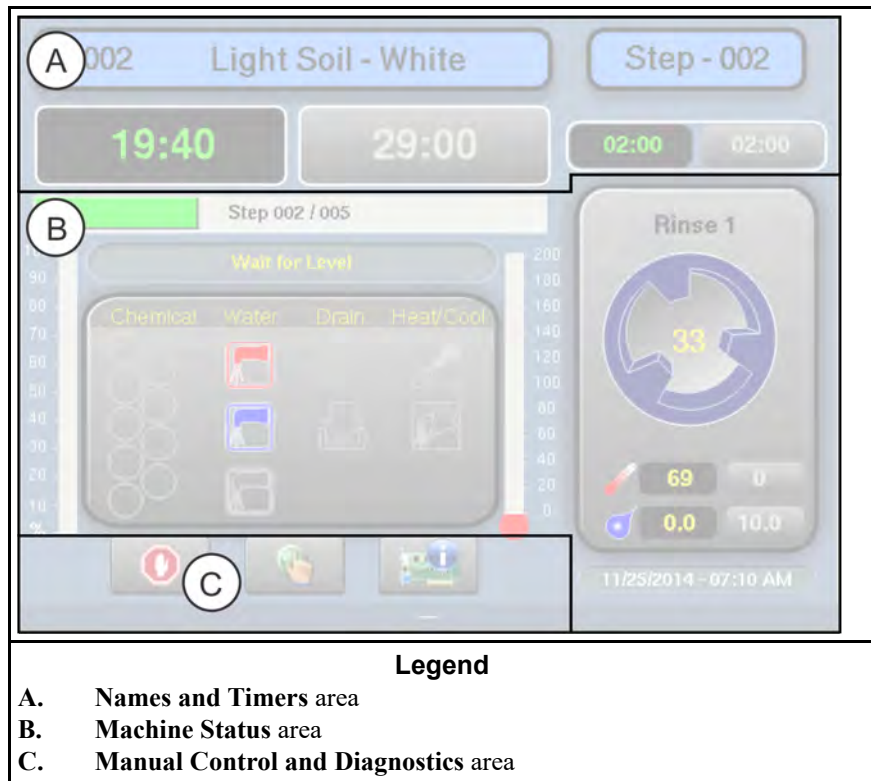 A
002 Light Soil - White
Step - 002
19:40 29:00
02:00 02:00
B
Step 002 / 005
Wait for Level
Chemical Water Drain Heat/Cool
90
80
70
60
50
40
30
20
10
%
200
180
160
140
120
100
80
60
40
20
0
Rinse 1
33
69 0
0.0 10.0
11/25/2014 - 07:10 AM
C
Legend
A. Names and Timers area
B. Machine Status area
C. Manual Control and Diagnostics area